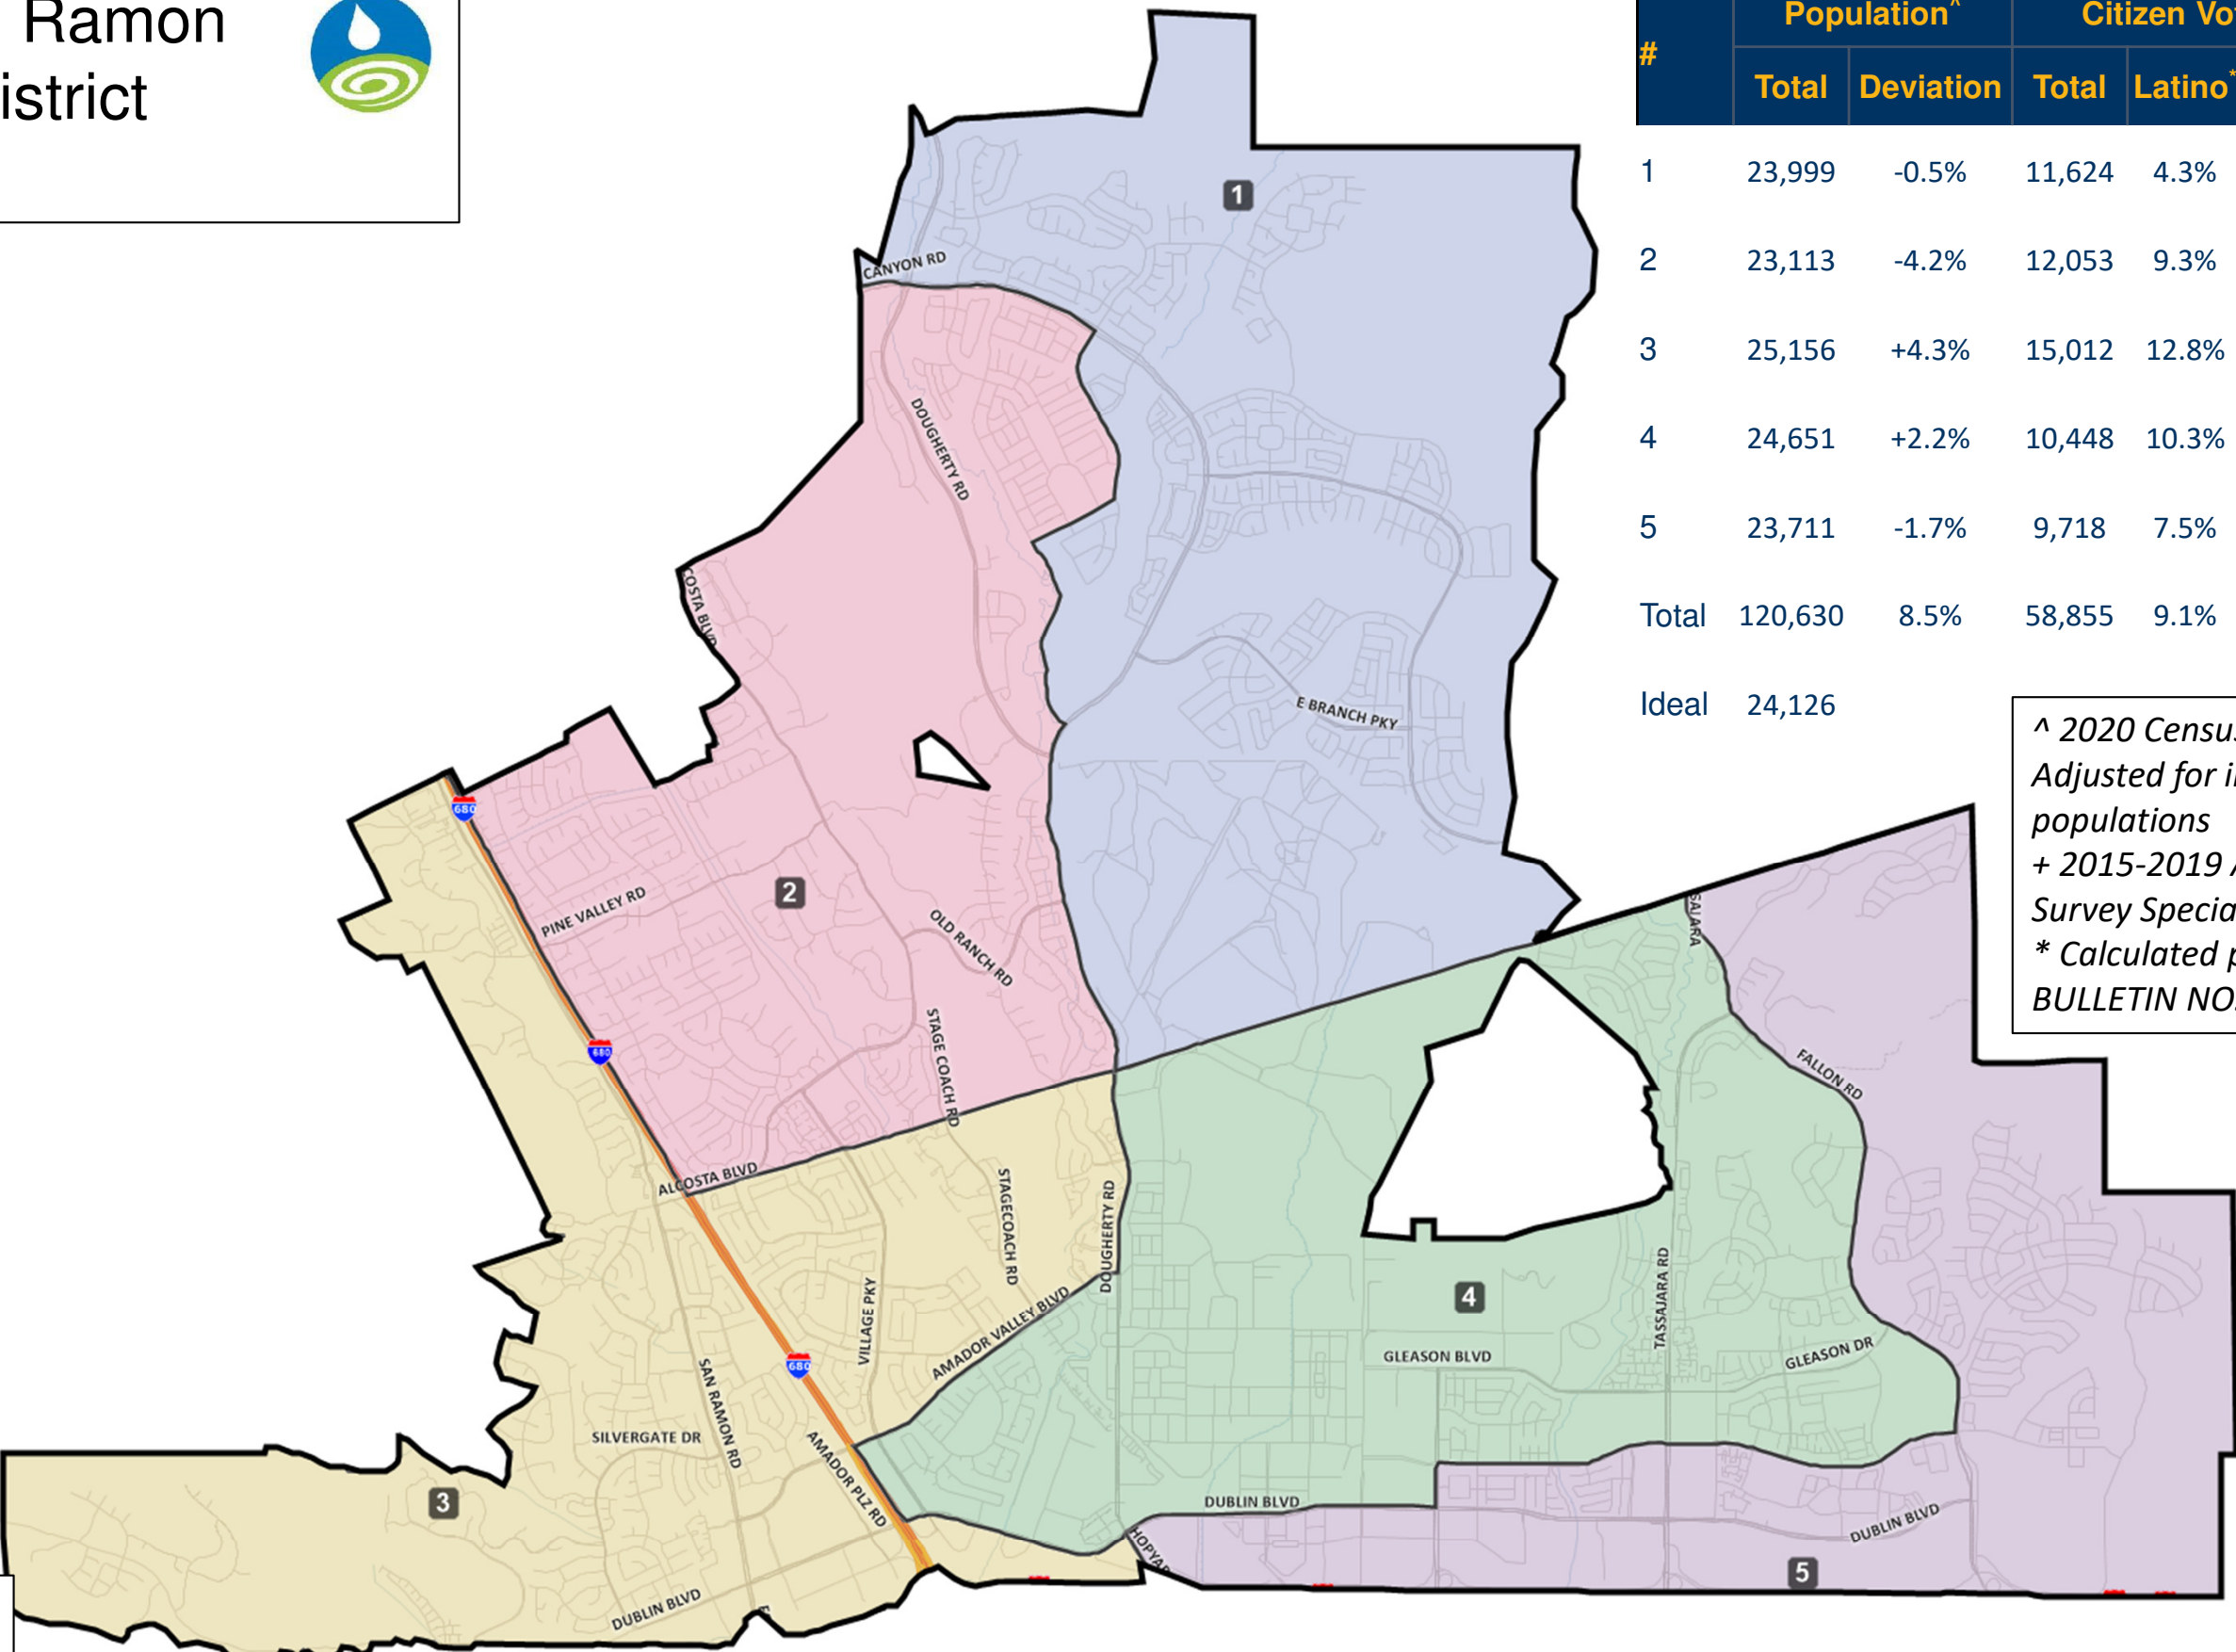 Ramon
istrict
# Population^ Citizen Vo
Total Deviation Total Latino*
1 23,999 -0.5% 11,624 4.3%
2 23,113 -4.2% 12,053 9.3%
3 25,156 +4.3% 15,012 12.8%
4 24,651 +2.2% 10,448 10.3%
5 23,711 -1.7% 9,718 7.5%
Total 120,630 8.5% 58,855 9.1%
Ideal 24,126
^ 2020 Census
Adjusted for i
populations
+ 2015-2019 A
Survey Specia
* Calculated p
BULLETIN NO.
1
CANYON RD
DOUGHERTY RD
COSTA BLVD
E BRANCH PKY
680
2
PINE VALLEY RD
OLD RANCH RD
SALARA
STAGE COACH RD
680
FALLON RD
ALCOSTA BLVD
STAGECOACH RD
DOUGHERTY RD
VILLAGE PKY
AMADOR VALLEY BLVD
4
TASSAJARA RD
GLEASON BLVD
GLEASON DR
680
SAN RAMON RD
SILVERGATE DR
AMADOR PLZ RD
3
DUBLIN BLVD
HOPYAR
DUBLIN BLVD
5
DUBLIN BLVD